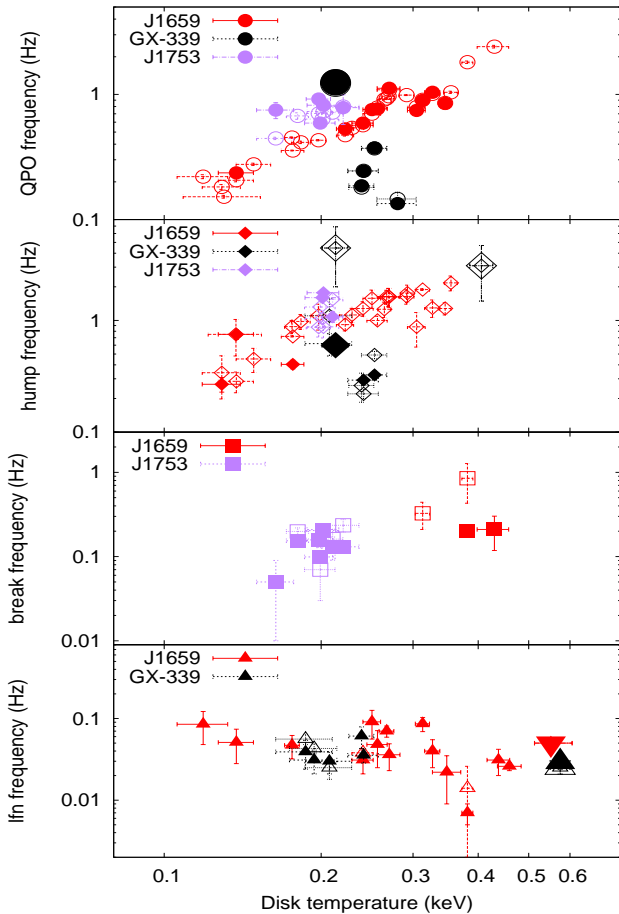 QPO frequency (Hz)
J1659
GX-339
J1753
1
0.1
hump frequency (Hz)
J1659
GX-339
J1753
1
0.1
break frequency (Hz)
J1659
J1753
1
0.1
0.01
lfn frequency (Hz)
J1659
GX-339
0.1
0.01
0.1 0.2 0.3 0.4 0.5 0.6
Disk temperature (keV)